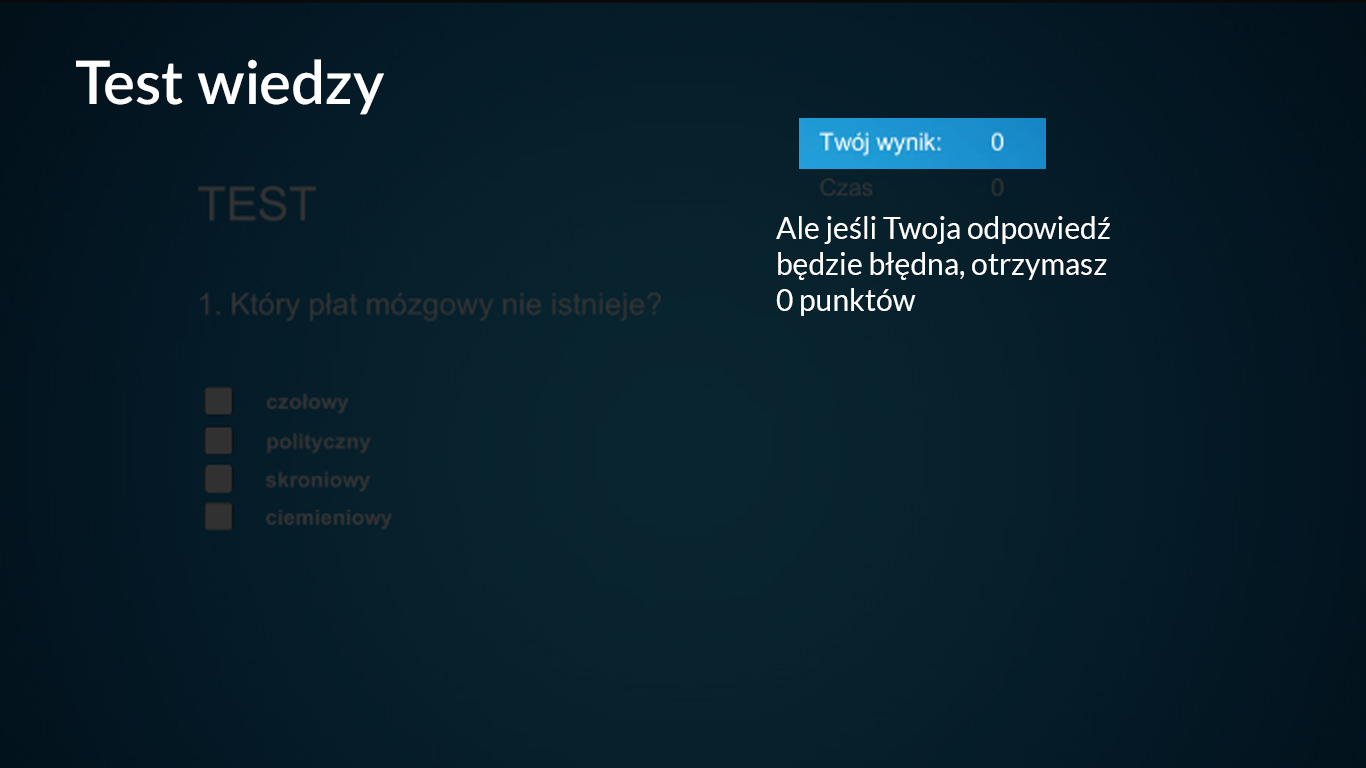 Test wiedzy
Twój wynik: 0
Czas 0
TEST
Ale jeśli Twoja odpowiedź
będzie błędna, otrzymasz
0 punktów
1. Który płat mózgowy nie istnieje?
czołowy
polityczny
skroniowy
ciemieniowy